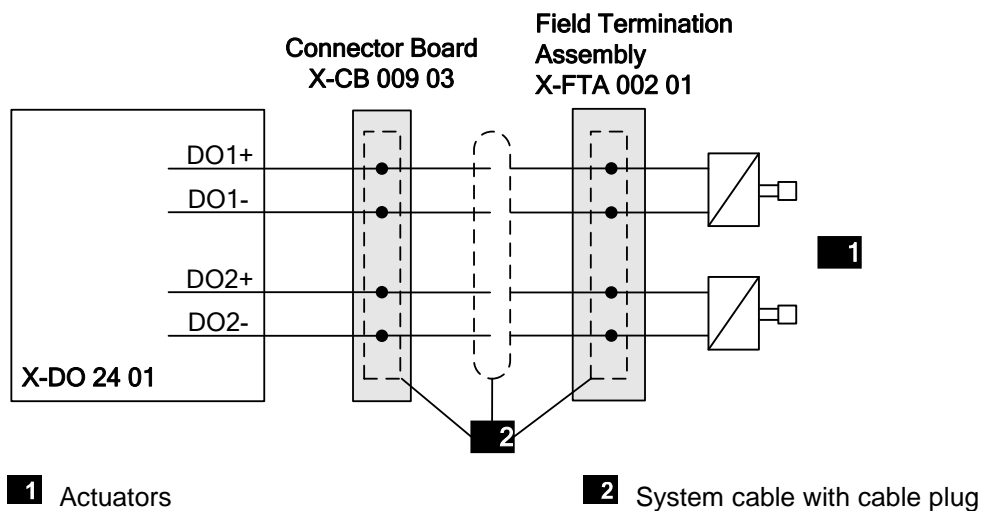 Connector Board
X-CB 009 03
Field Termination
Assembly
X-FTA 002 01
DO1+
DO1-
DO2+
DO2-
X-DO 24 01
1
2
1 Actuators
2 System cable with cable plug